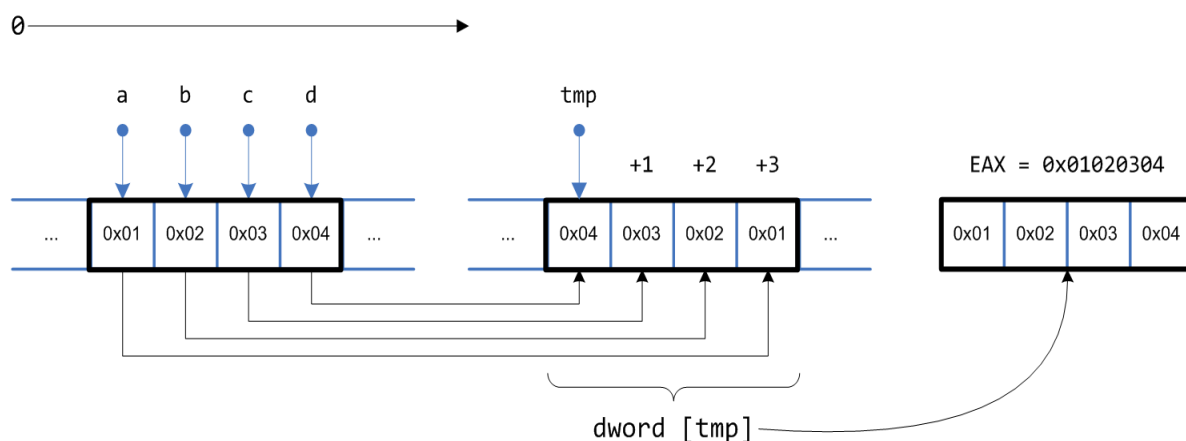 0
a b c d tmp
+1 +2 +3 EAX = 0x01020304
... 0x01 0x02 0x03 0x04 ... ... 0x04 0x03 0x02 0x01 ... 0x01 0x02 0x03 0x04
dword [tmp]